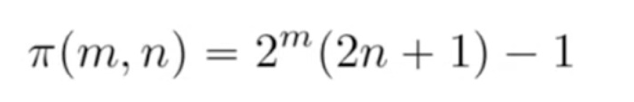 π(m, n) = 2^m(2n + 1) − 1